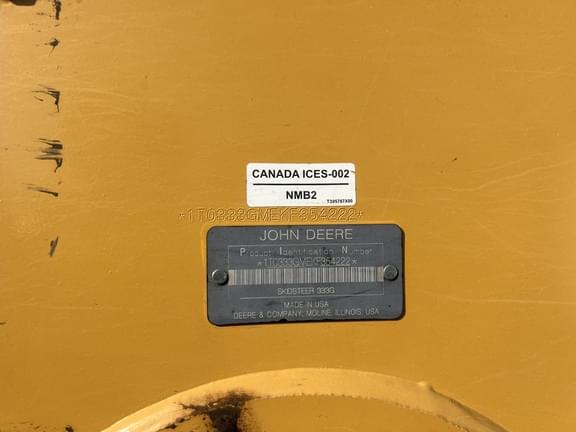 CANADA ICES-002
NMB2
T395787X00
*1T0333GMEKF354222*
JOHN DEERE
Product Identification Number
*1T0333GMEKF354222*
SKIDSTEER 333G
MADE IN USA
DEERE & COMPANY, MOLINE, ILLINOIS, USA